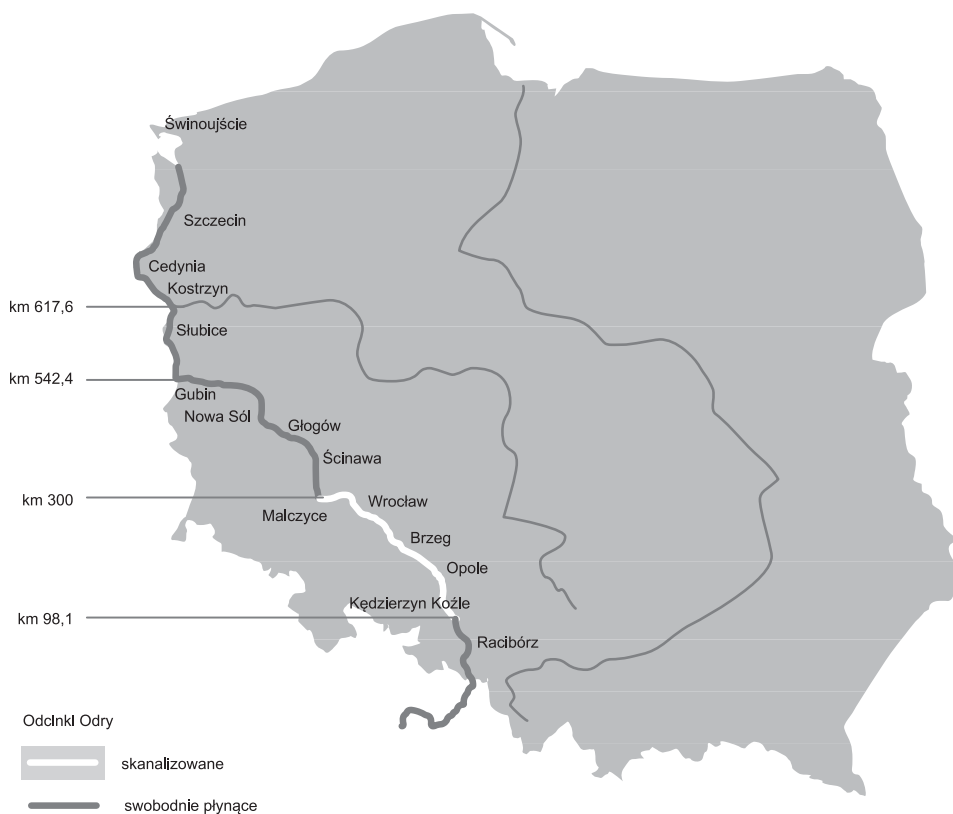 Świnoujście
Szczecin
Cedynia
Kostrzyn
km 617,6
Słubice
km 542,4
Gubin
Nowa Sól
Głogów
Ścinawa
km 300
Wrocław
Malczyce
Brzeg
Opole
Kędzierzyn Koźle
km 98,1
Racibórz
Odcinki Odry
skanalizowane
swobodnie płynące